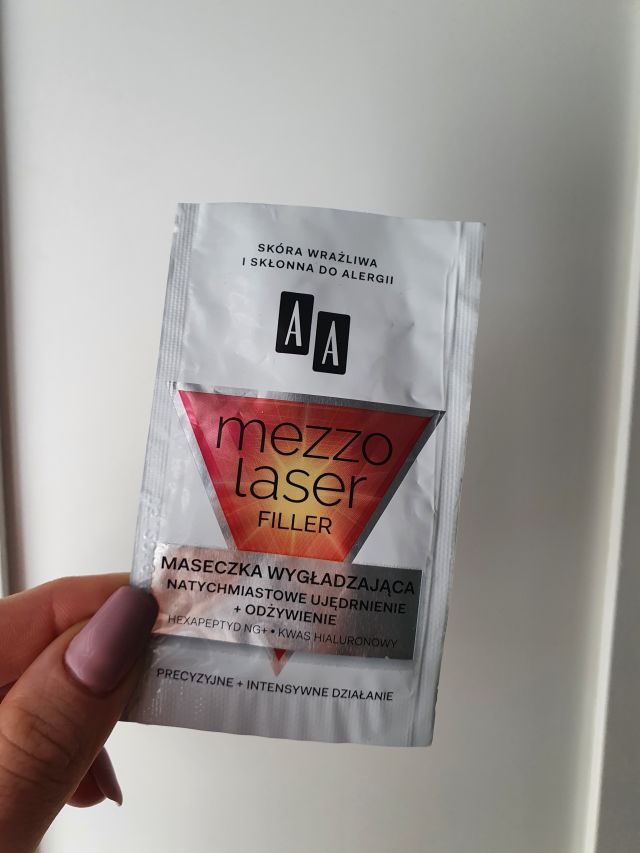 SKÓRA WRAŻLIWA
I SKŁONNA DO ALERGII
AA
mezzo
laser
FILLER
MASECZKA WYGŁADZAJĄCA
NATYCHMIASTOWE UJĘDRNIENIE
+ ODŻYWIENIE
HEXAPEPTYD NG+ • KWAS HIALURONOWY
PRECYZYJNE + INTENSYWNE DZIAŁANIE